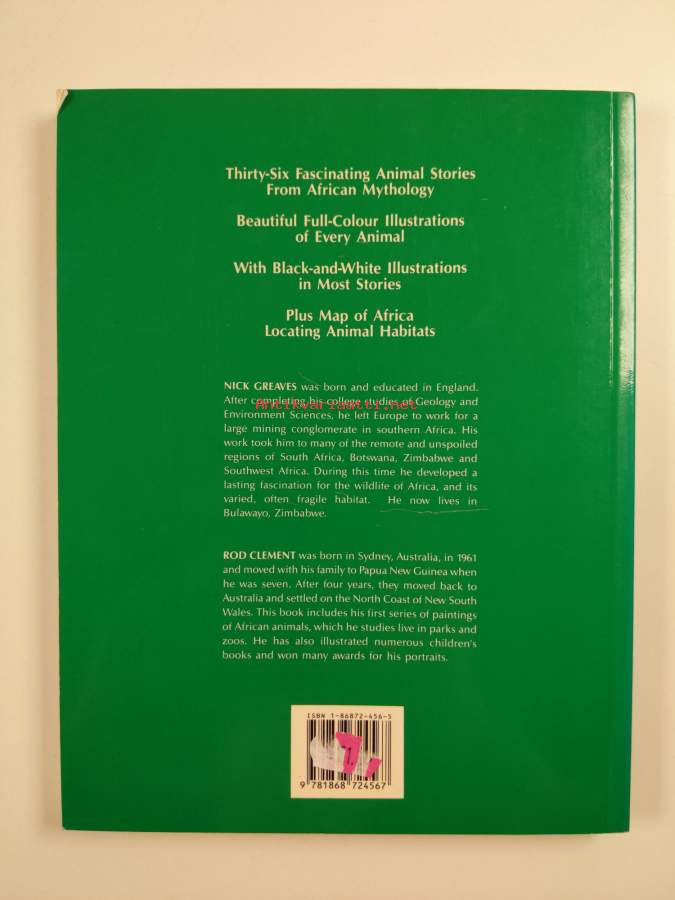 Thirty-Six Fascinating Animal Stories
From African Mythology
Beautiful Full-Colour Illustrations
of Every Animal
With Black-and-White Illustrations
in Most Stories
Plus Map of Africa
Locating Animal Habitats
NICK GREAVES was born and educated in England.
After completing his college studies of Geology and
Antikvariaatti.net
Environment Sciences, he left Europe to work for a
large mining conglomerate in southern Africa. His
work took him to many of the remote and unspoiled
regions of South Africa, Botswana, Zimbabwe and
Southwest Africa. During this time he developed a
lasting fascination for the wildlife of Africa, and its
varied, often fragile habitat. He now lives in
Bulawayo, Zimbabwe.
ROD CLEMENT was born in Sydney, Australia, in 1961
and moved with his family to Papua New Guinea when
he was seven. After four years, they moved back to
Australia and settled on the North Coast of New South
Wales. This book includes his first series of paintings
of African animals, which he studies live in parks and
zoos. He has also illustrated numerous children's
books and won many awards for his portraits.
ISBN 1-86872-456-5
9 781868 724567